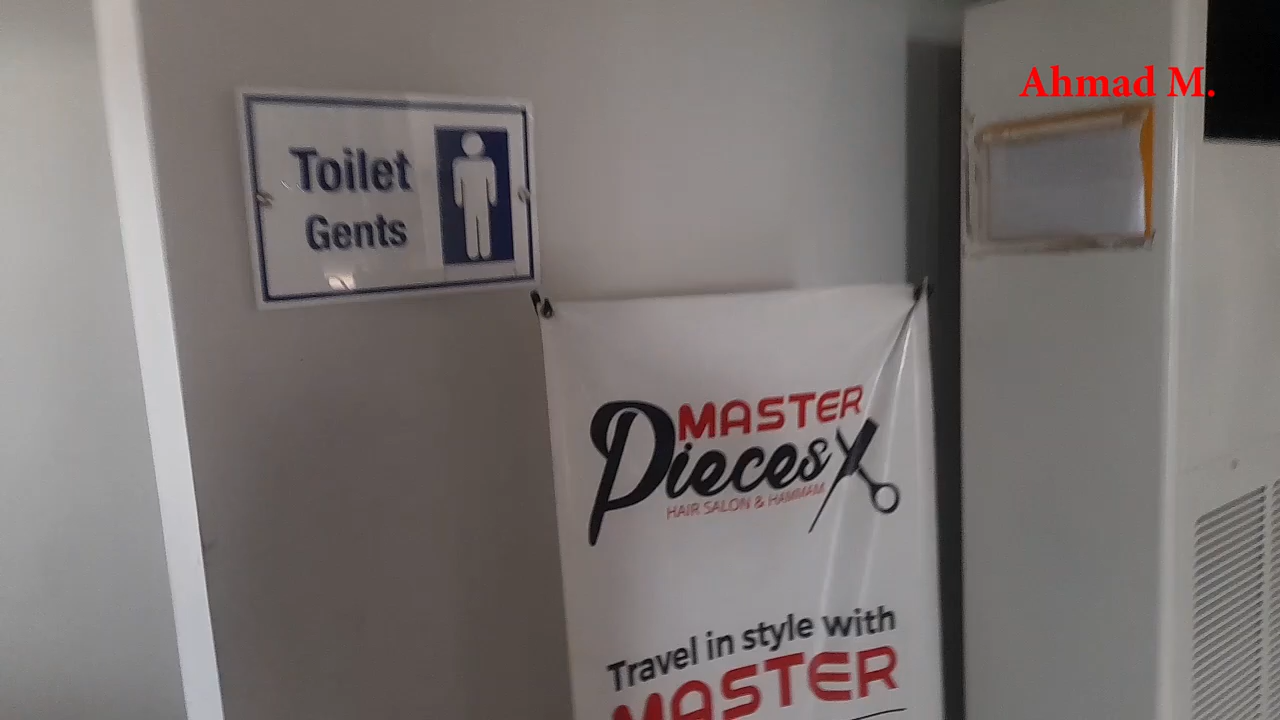 Ahmad M.
Toilet
Gents
MASTER
Pieces
HAIR SALON & HAMMAM
Travel in style with
MASTER